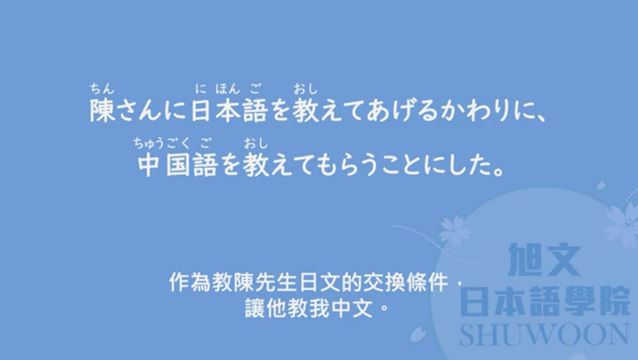 ちん に ほん ご おし
陳さんに日本語を教えてあげるかわりに、
ちゅうごく ご おし
中国語を教えてもらうことにした。
作為教陳先生日文的交換條件，
讓他教我中文。
旭文
日本語學院
SHUWOON